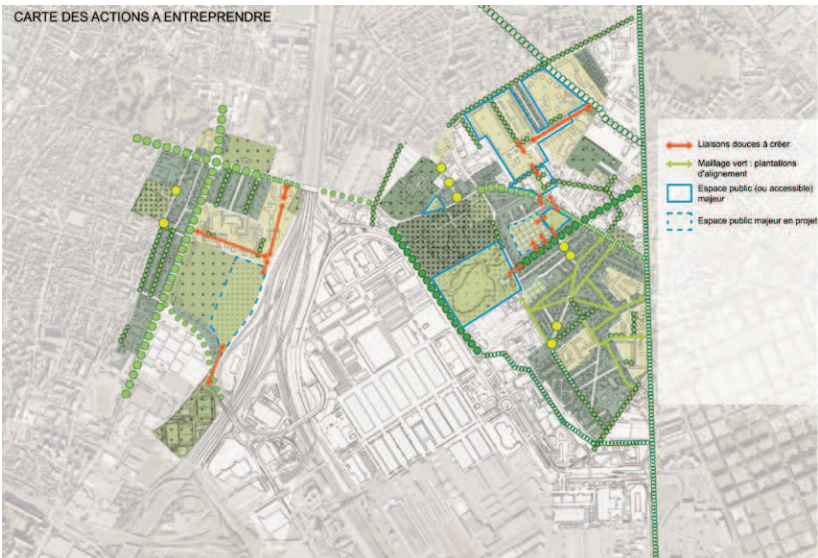 CARTE DES ACTIONS A ENTREPRENDRE
Liaisons douces à créer
Maillage vert : plantations
d'alignement
Espace public (ou accessible)
majeur
Espace public majeur en projet